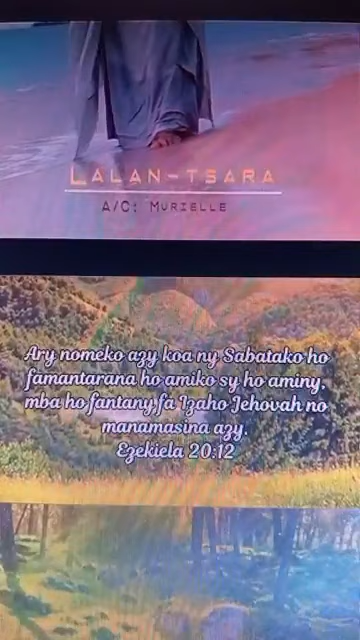 LALAN-TSARA
A/C: MURIELLE
Ary nomeko azy koa ny Sabatako ho
famantarana ho amiko sy ho aminy,
mba ho fantany fa Izaho Jehovah no
manamasina azy.
Ezekiela 20:12